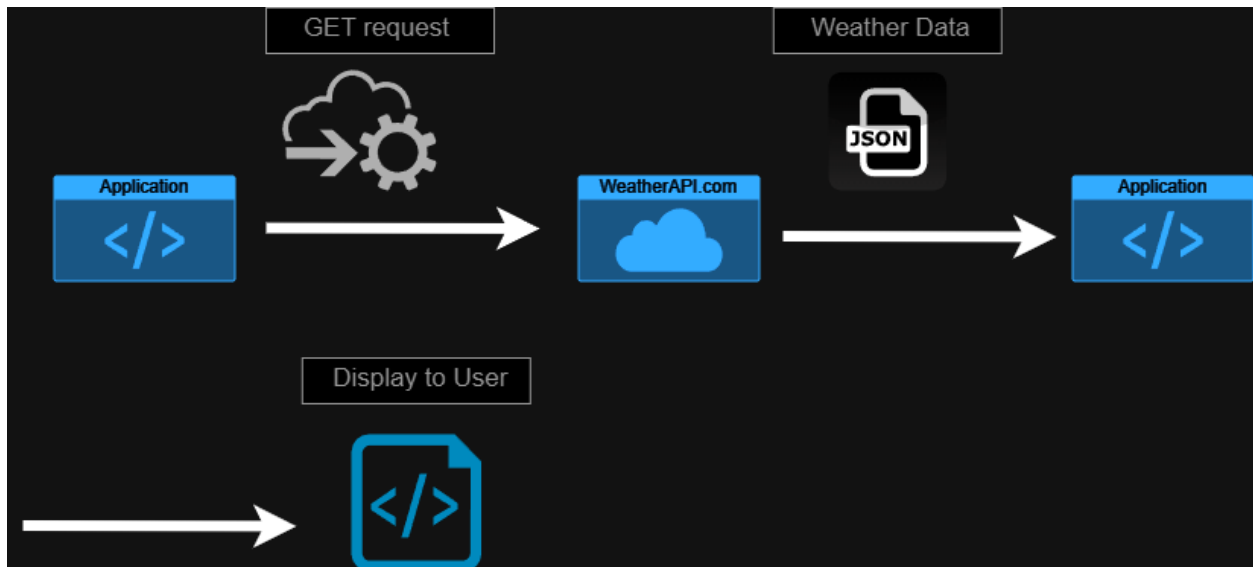 GET request
Weather Data
JSON
Application
</>
WeatherAPI.com
Application
</>
Display to User
</>